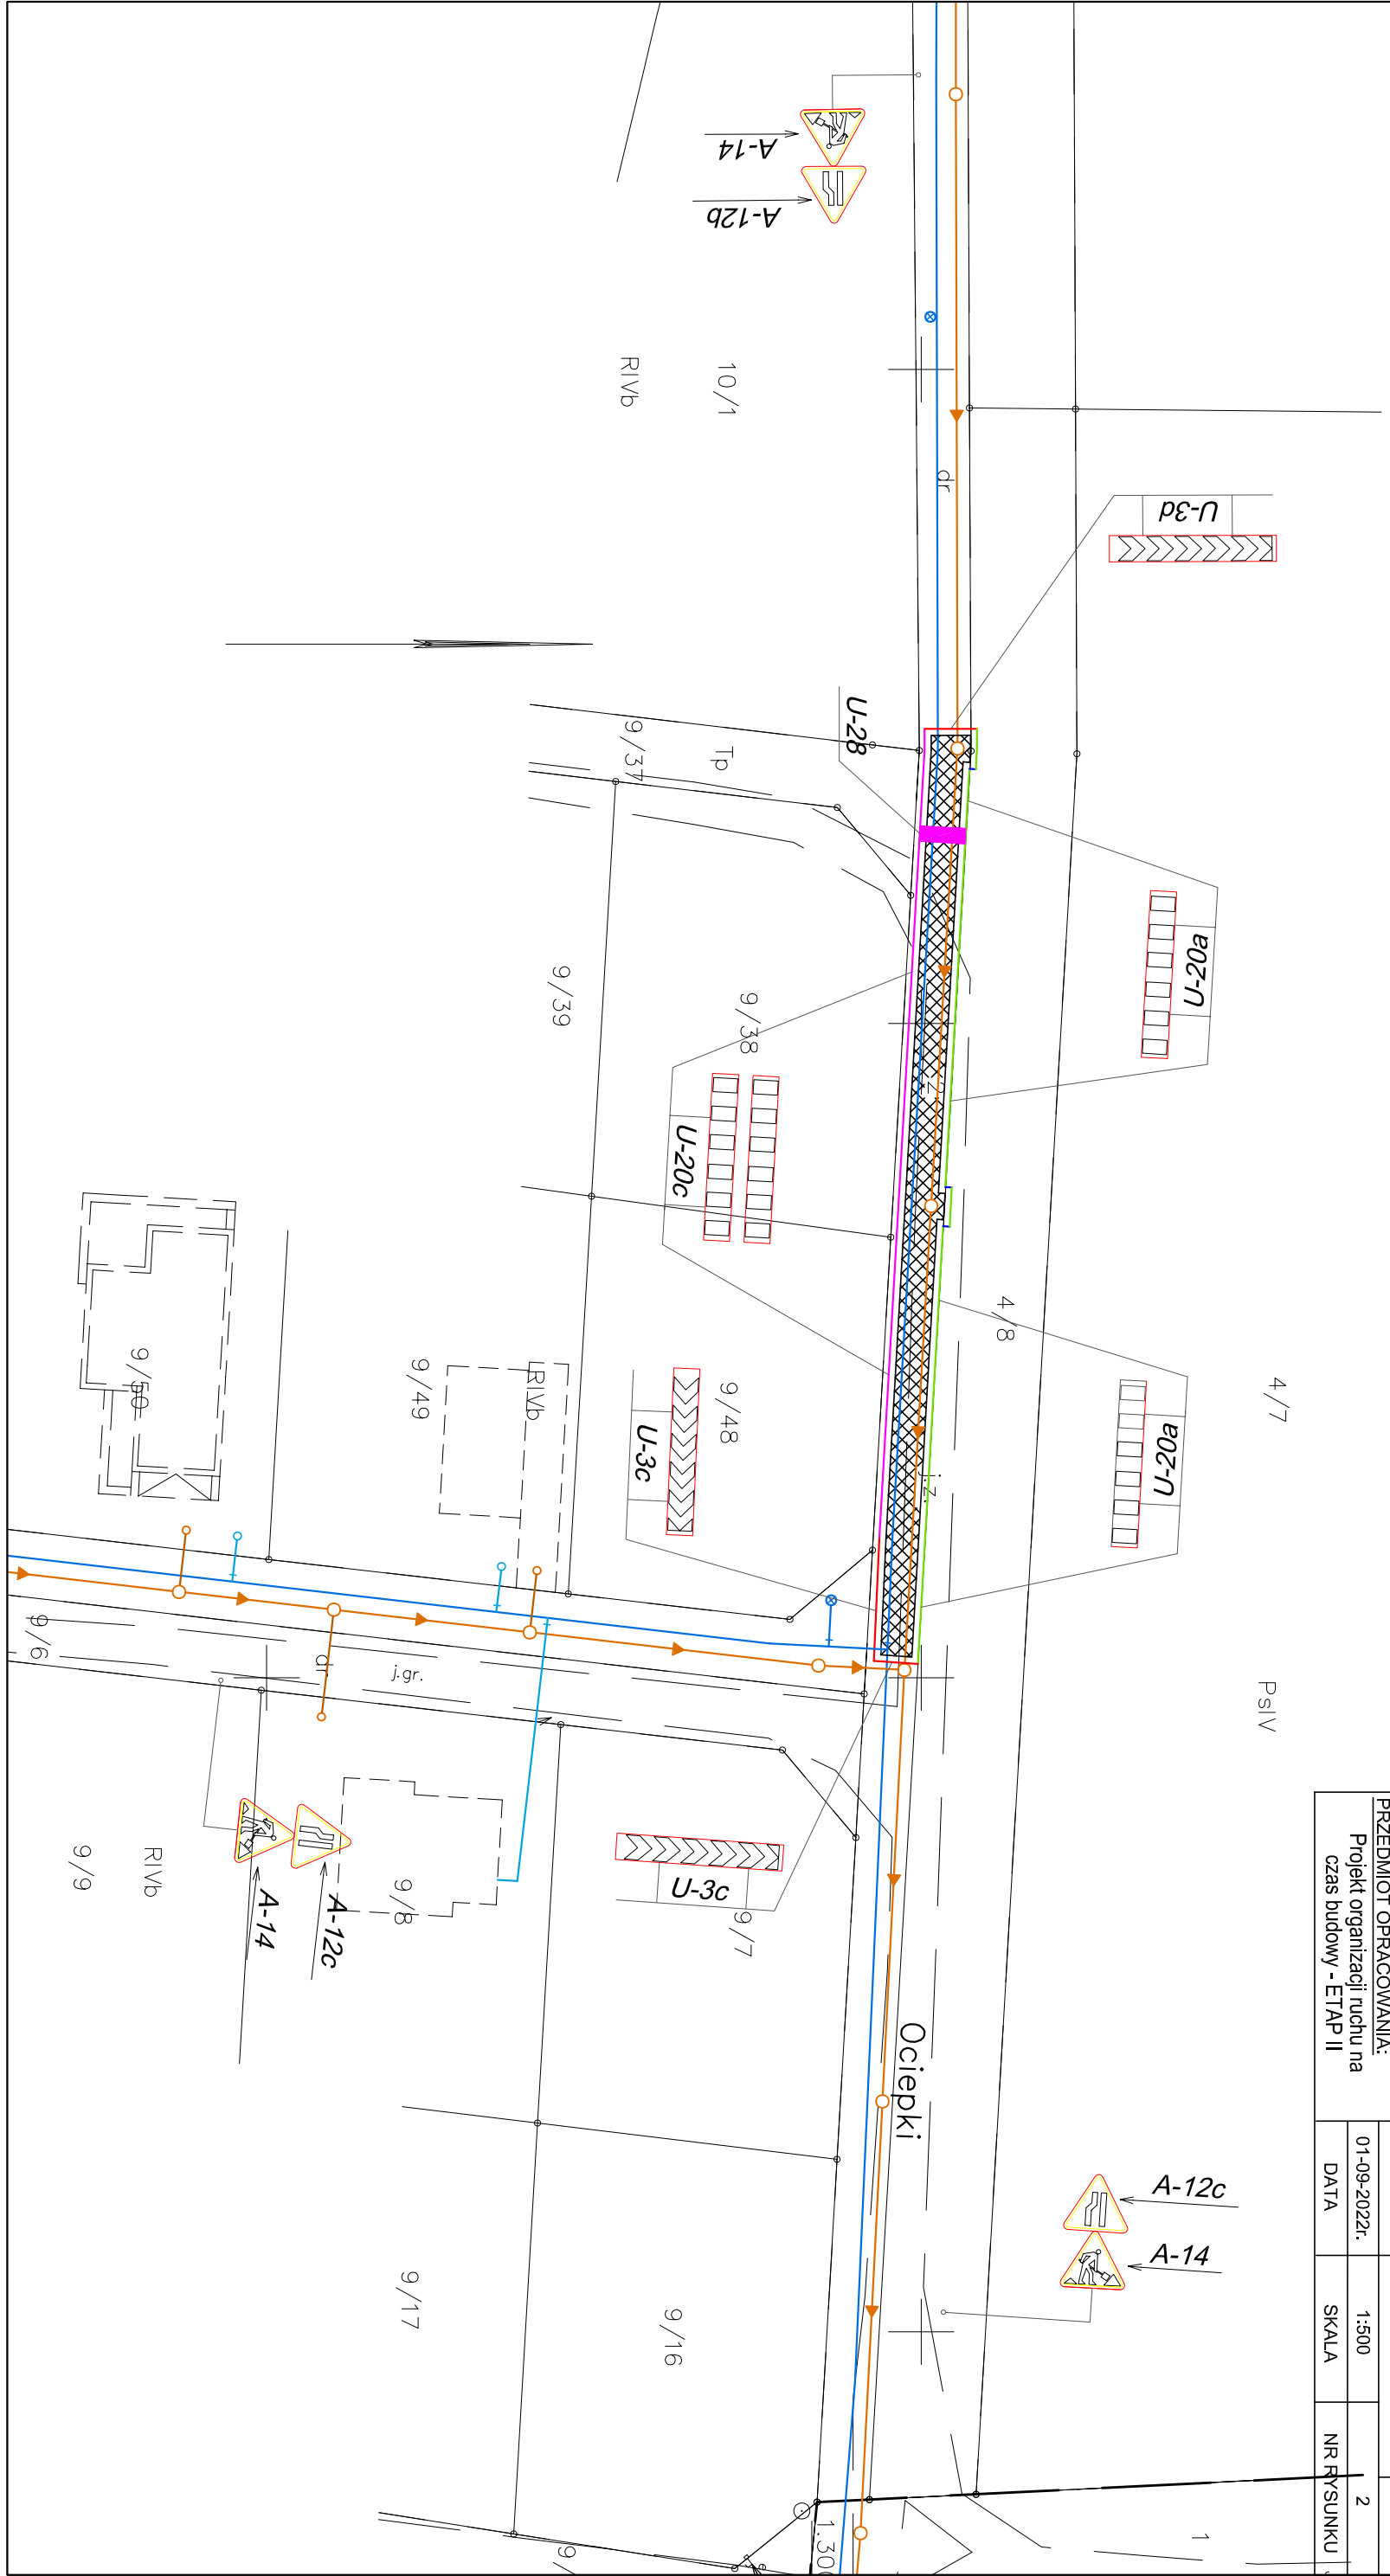 A-14
A-12b
10/1
RIVb
dr
U-3d
U-28
9/37
Tp
U-20a
9/39
9/38
U-20c
4/8
4/7
9/50
9/49
RIVb
9/48
U-3c
j.z.
U-20a
PsIV
9/6
dr
j.gr.
9/9
RIVb
A-14
A-12c
9/8
U-3c
9/7
Ociepki
A-12c
A-14
9/17
9/16
1
PRZEDMIOT OPRACOWANIA:
Projekt organizacji ruchu na
czas budowy - ETAP II
01-09-2022r.
DATA
1:500
SKALA
2
NR RYSUNKU